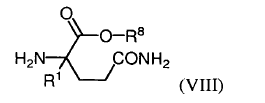 O
O-R⁸
H₂N
CONH₂
R¹
(VIII)